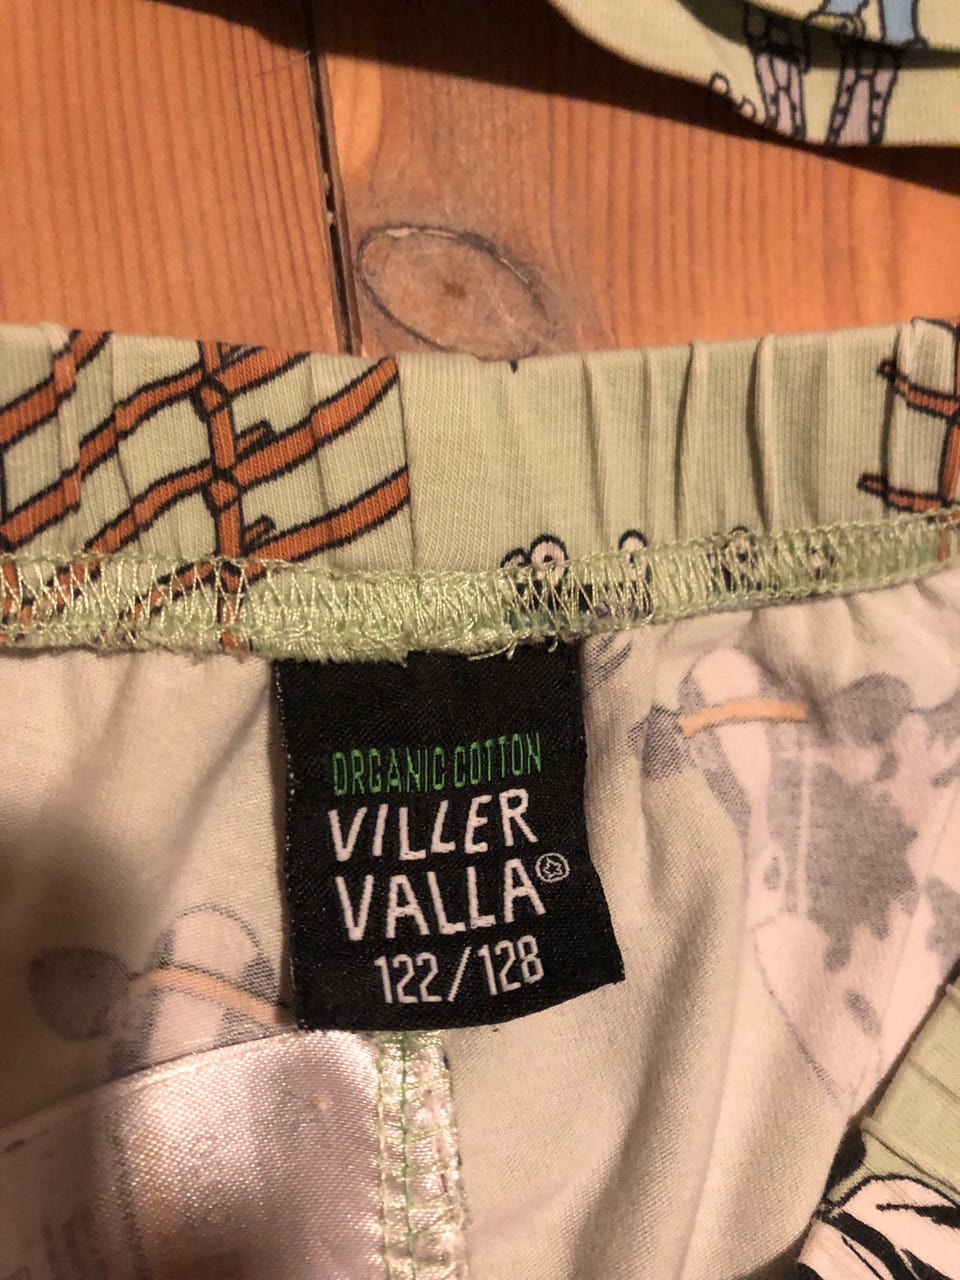 ORGANIC COTTON
VILLER
VALLA
122/128